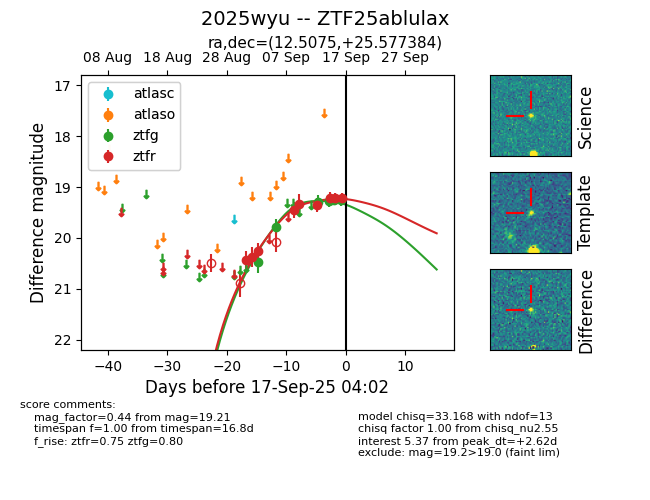 2025wyu -- ZTF25ablulax
ra,dec=(12.5075,+25.577384)
08 Aug 18 Aug 28 Aug 07 Sep 17 Sep 27 Sep
atlasc
atlaso
ztfg
ztfr
17
18
19
20
21
22
Difference magnitude
−40 −30 −20 −10 0 10
Days before 17-Sep-25 04:02
Science
Template
Difference
score comments:
mag_factor=0.44 from mag=19.21
timespan f=1.00 from timespan=16.8d
f_rise: ztfr=0.75 ztfg=0.80
model chisq=33.168 with ndof=13
chisq factor 1.00 from chisq_nu2.55
interest 5.37 from peak_dt=+2.62d
exclude: mag=19.2>19.0 (faint lim)